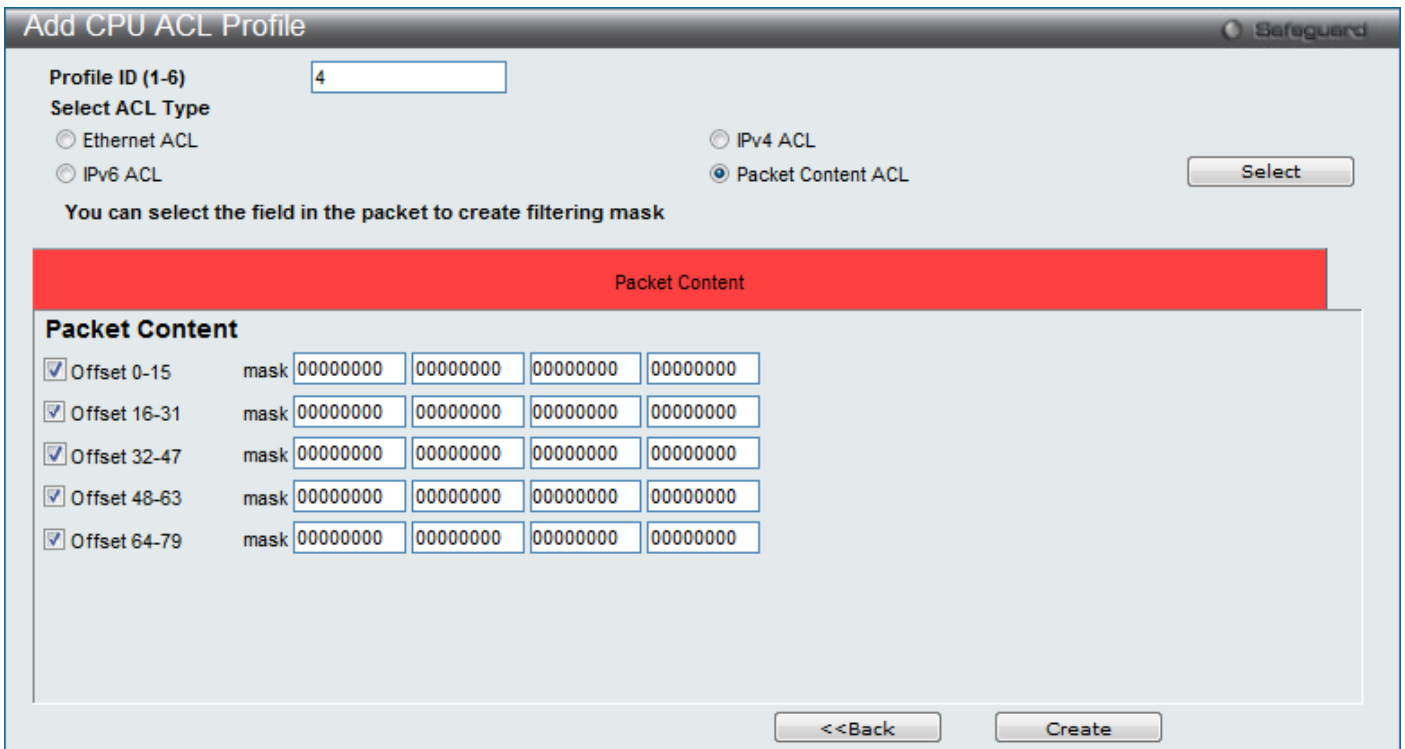 Add CPU ACL Profile
Safeguard
Profile ID (1-6) 4
Select ACL Type
Ethernet ACL IPv4 ACL
IPv6 ACL Packet Content ACL Select
You can select the field in the packet to create filtering mask
Packet Content
Packet Content
Offset 0-15 mask 00000000 00000000 00000000 00000000
Offset 16-31 mask 00000000 00000000 00000000 00000000
Offset 32-47 mask 00000000 00000000 00000000 00000000
Offset 48-63 mask 00000000 00000000 00000000 00000000
Offset 64-79 mask 00000000 00000000 00000000 00000000
<<Back Create